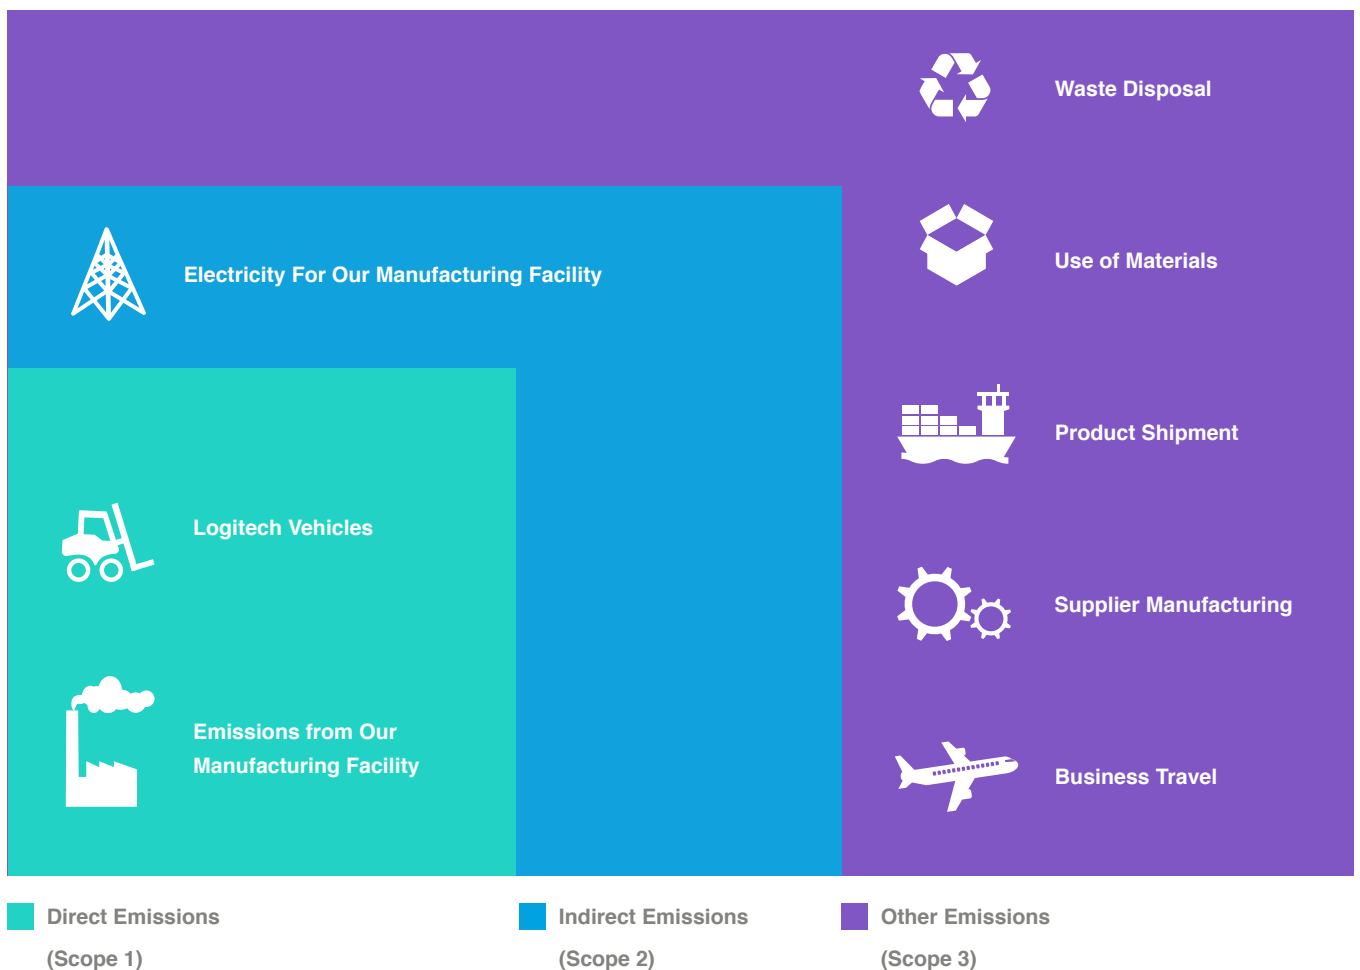 Waste Disposal
Use of Materials
Electricity For Our Manufacturing Facility
Product Shipment
Logitech Vehicles
Supplier Manufacturing
Emissions from Our
Manufacturing Facility
Business Travel
Direct Emissions
(Scope 1)
Indirect Emissions
(Scope 2)
Other Emissions
(Scope 3)